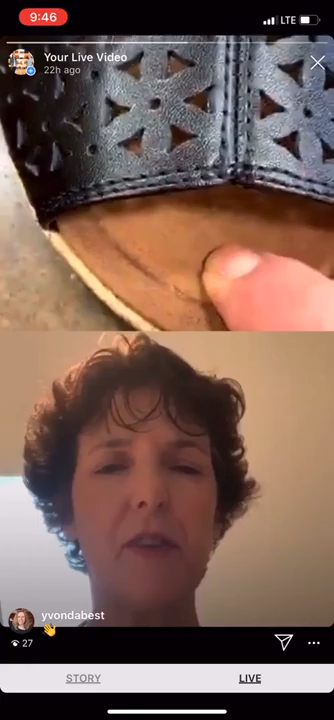 9:46
LTE
Your Live Video
22h ago
yvondabest
👋
27
STORY
LIVE